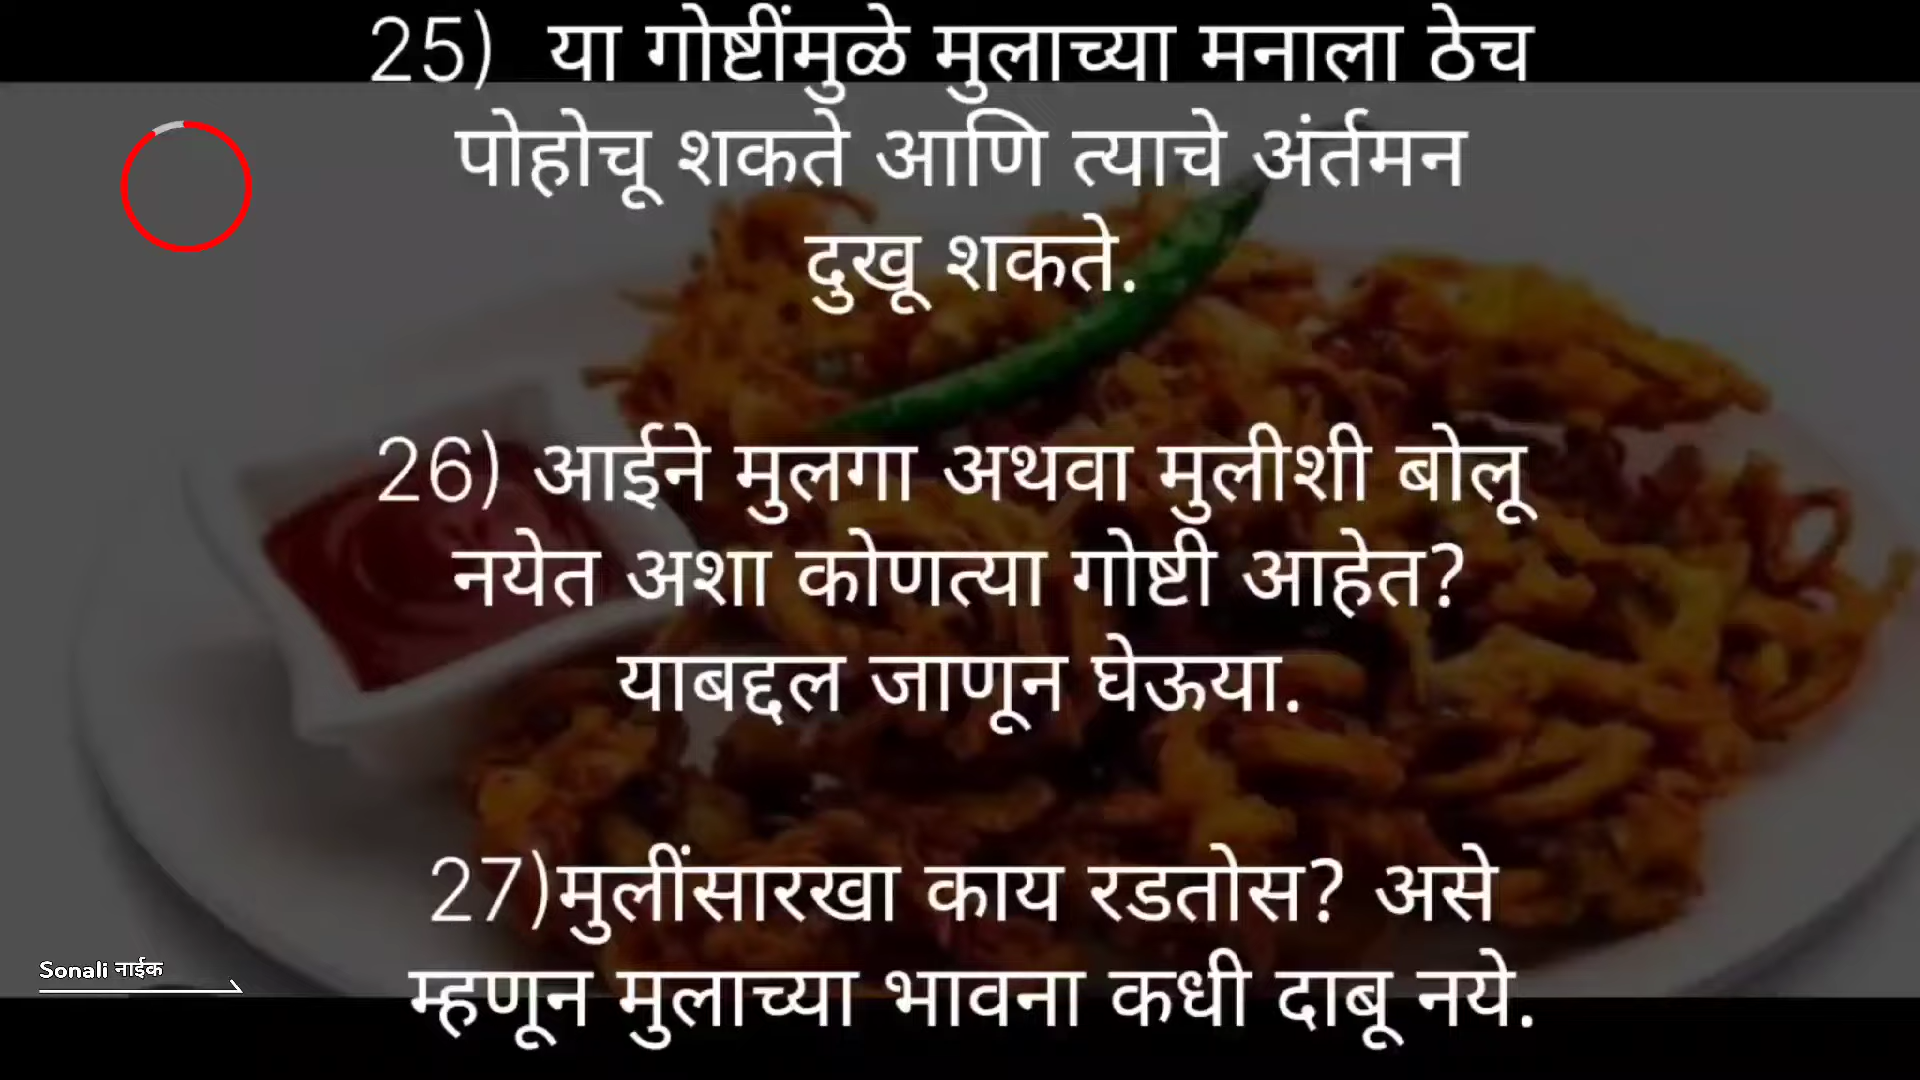 25) या गोष्टींमुळे मुलाच्या मनाला ठेच
पोहोचू शकते आणि त्याचे अंर्तमन
दुखू शकते.
26) आईने मुलगा अथवा मुलीशी बोलू
नयेत अशा कोणत्या गोष्टी आहेत?
याबद्दल जाणून घेऊया.
27)मुलींसारखा काय रडतोस? असे
म्हणून मुलाच्या भावना कधी दाबू नये.
Sonali नाईक